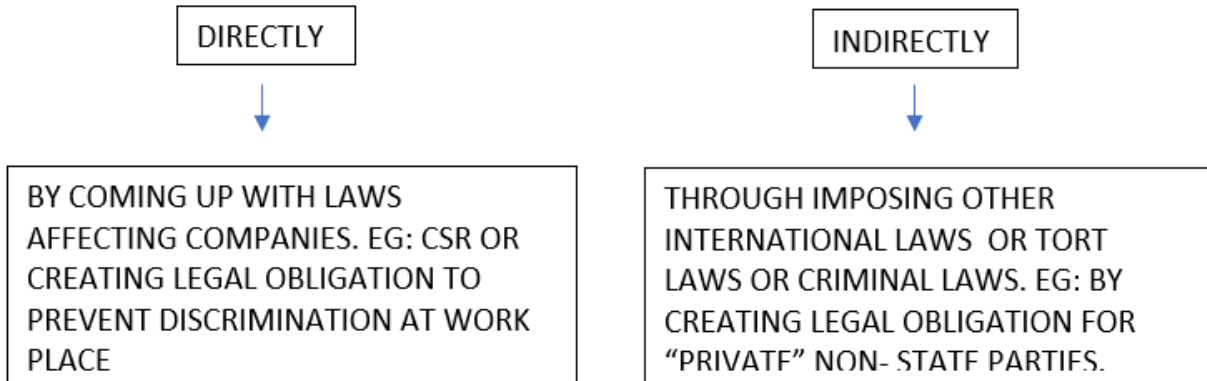 DIRECTLY
INDIRECTLY
BY COMING UP WITH LAWS
AFFECTING COMPANIES. EG: CSR OR
CREATING LEGAL OBLIGATION TO
PREVENT DISCRIMINATION AT WORK
PLACE
THROUGH IMPOSING OTHER
INTERNATIONAL LAWS OR TORT
LAWS OR CRIMINAL LAWS. EG: BY
CREATING LEGAL OBLIGATION FOR
“PRIVATE” NON- STATE PARTIES.